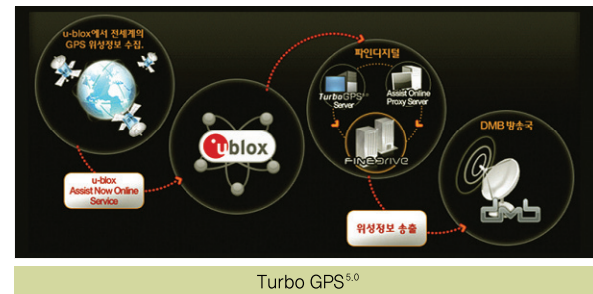 u-blox에서 전세계의
GPS 위성정보 수집.
u-blox
Assist Now Online
Service
ublox
파인디지털
TurboGPS5.0
Server
Assist Online
Proxy Server
FINEDRIVE
위성정보 송출
DMB 방송국
dmb
Turbo GPS5.0